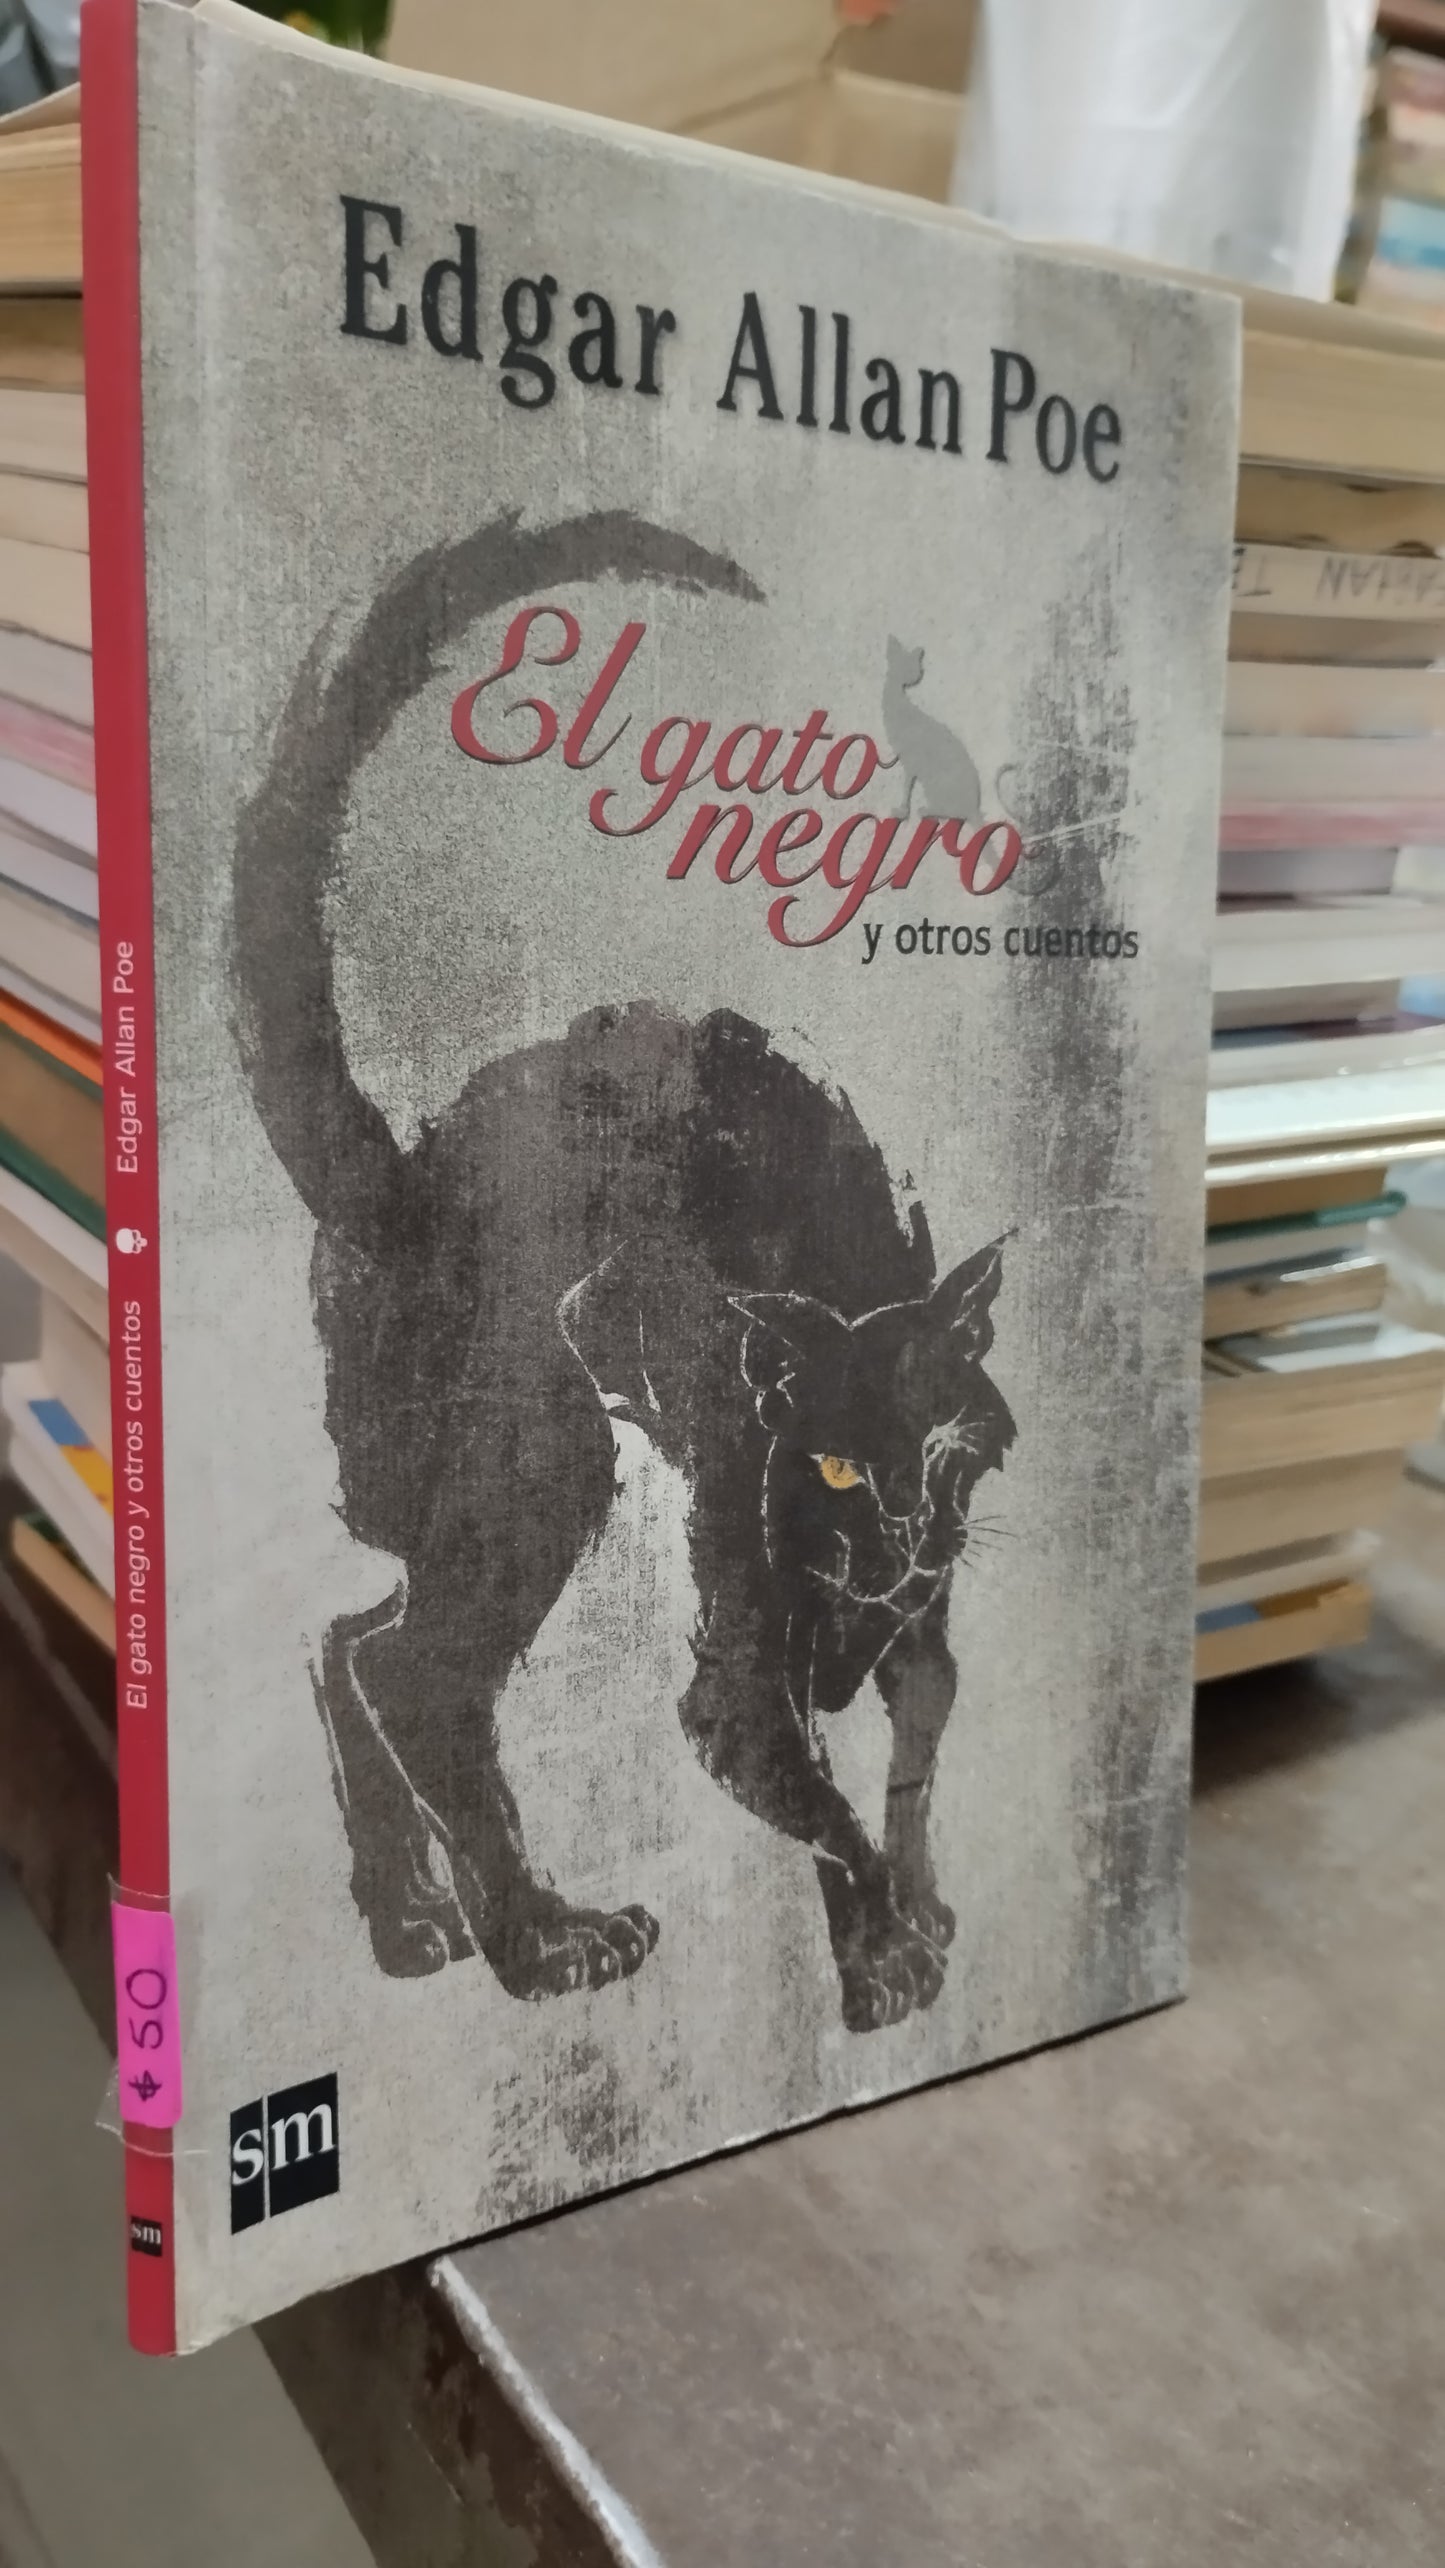 Edgar Allan Poe
El gato
negro
y otros cuentos
sm
El gato negro y otros cuentos Edgar Allan Poe
$ 50
sm
FABIAN